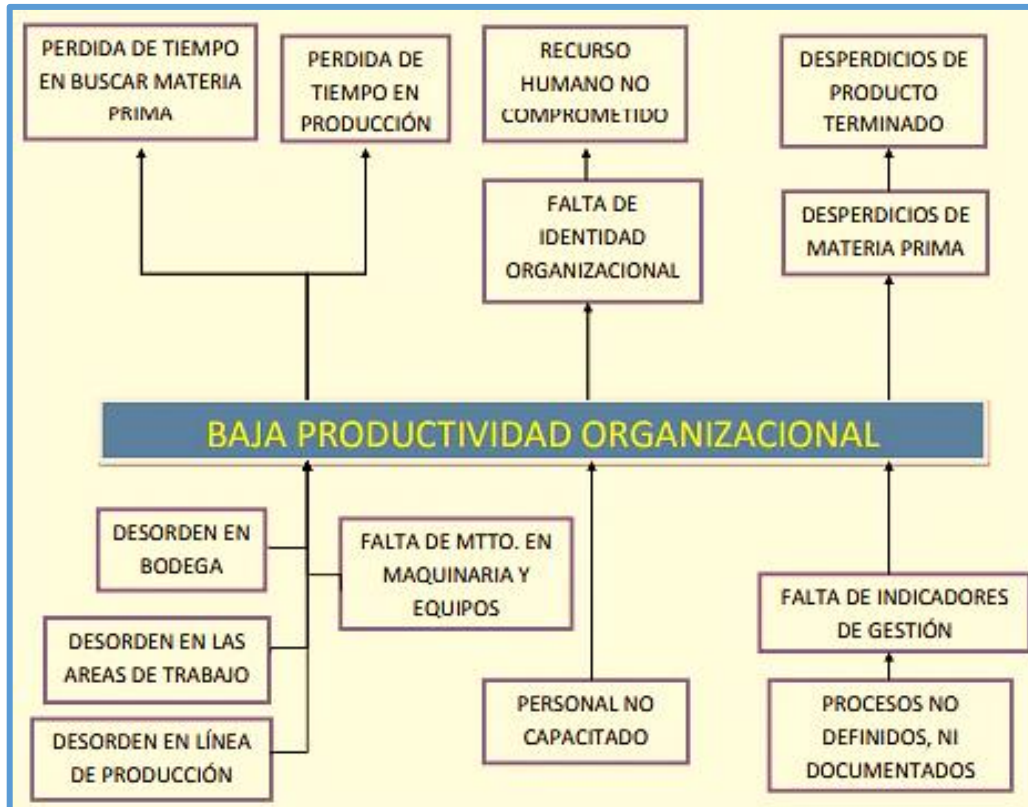 PERDIDA DE TIEMPO
EN BUSCAR MATERIA
PRIMA
PERDIDA DE
TIEMPO EN
PRODUCCIÓN
RECURSO
HUMANO NO
COMPROMETIDO
DESPERDICIOS DE
PRODUCTO
TERMINADO
FALTA DE
IDENTIDAD
ORGANIZACIONAL
DESPERDICIOS DE
MATERIA PRIMA
BAJA PRODUCTIVIDAD ORGANIZACIONAL
DESORDEN EN
BODEGA
FALTA DE MTTO. EN
MAQUINARIA Y
EQUIPOS
DESORDEN EN LAS
AREAS DE TRABAJO
DESORDEN EN LÍNEA
DE PRODUCCIÓN
PERSONAL NO
CAPACITADO
FALTA DE INDICADORES
DE GESTIÓN
PROCESOS NO
DEFINIDOS, NI
DOCUMENTADOS